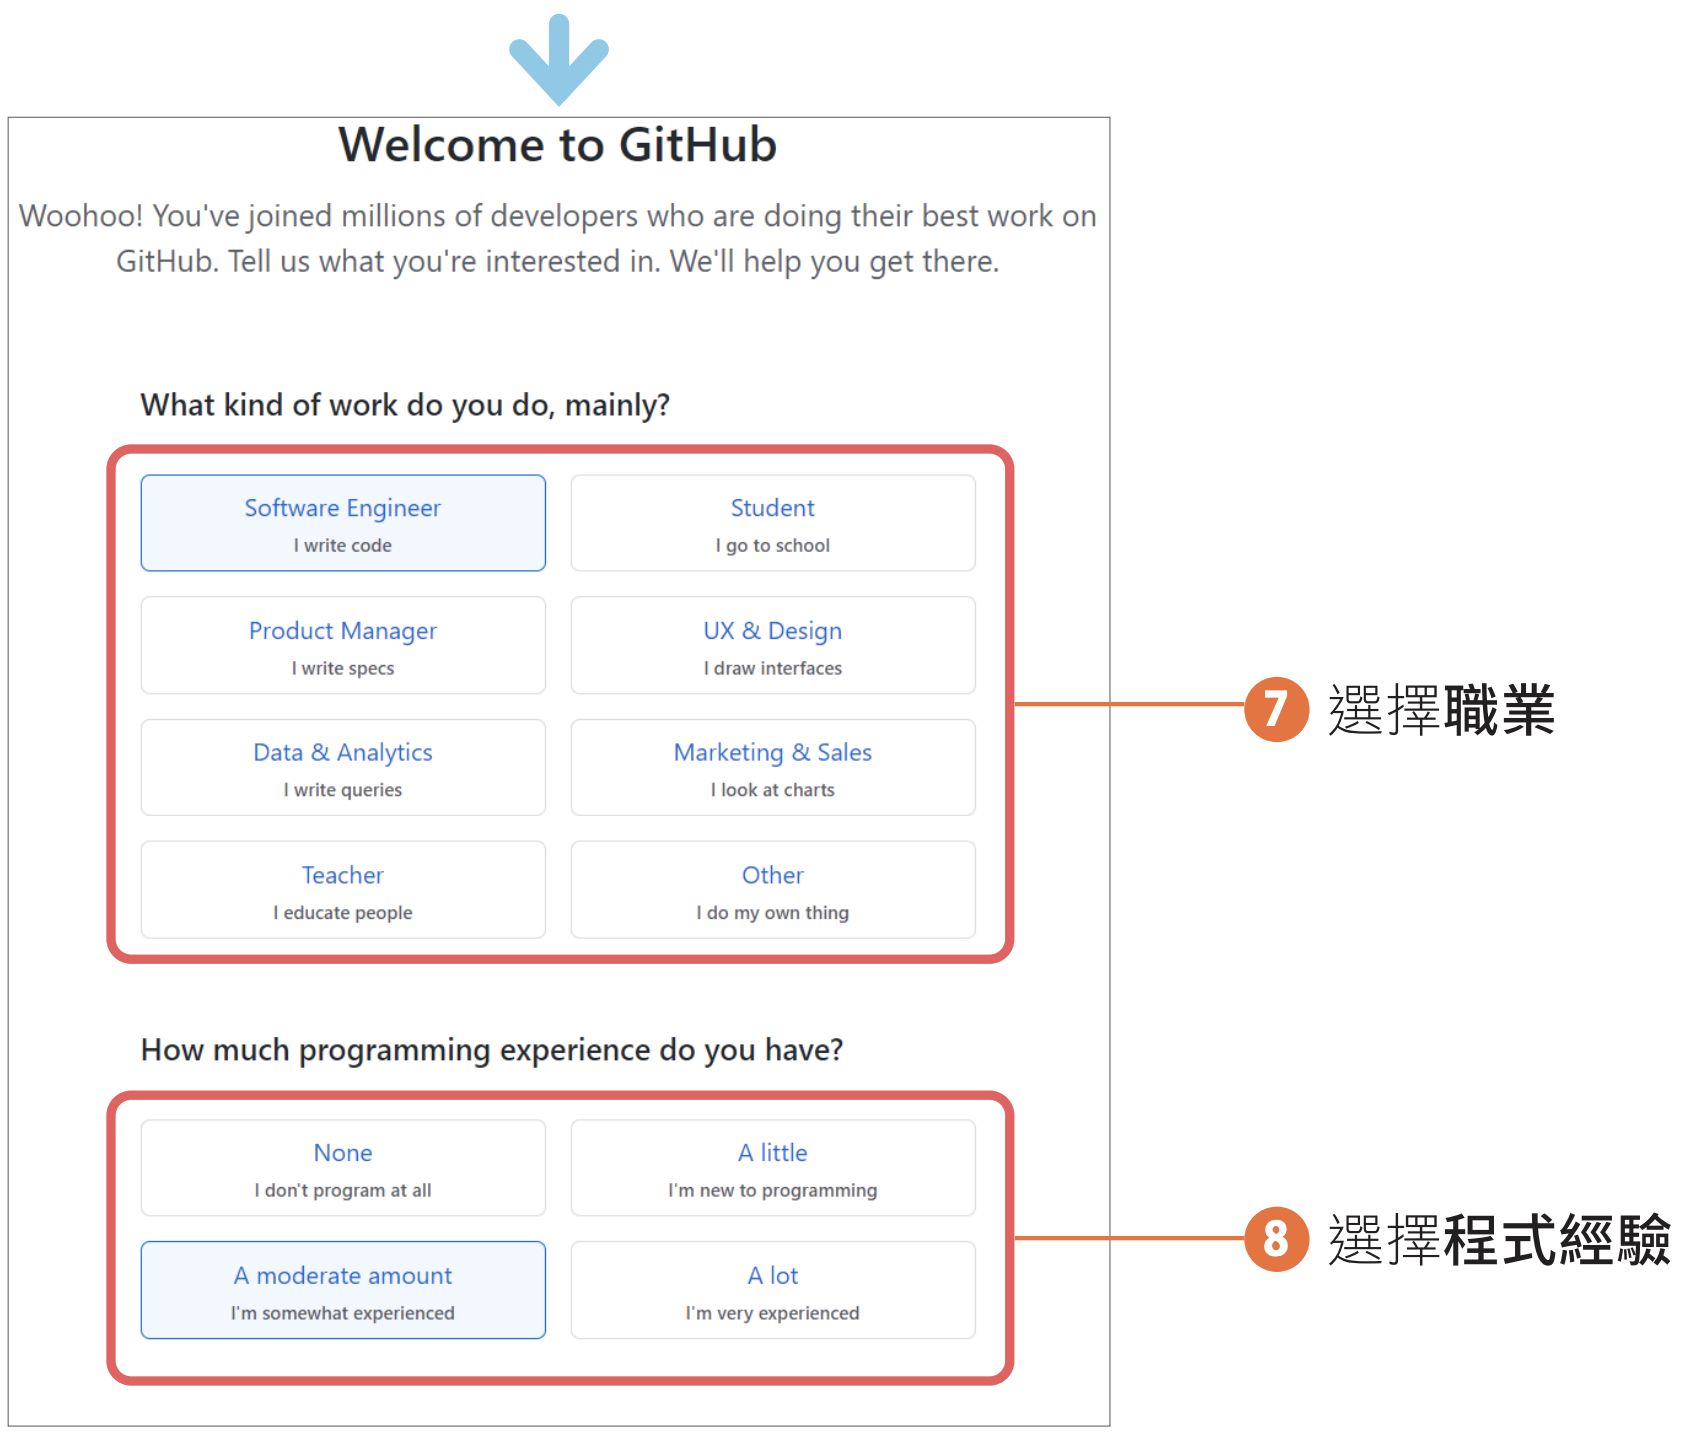 Welcome to GitHub
Woohoo! You've joined millions of developers who are doing their best work on
GitHub. Tell us what you're interested in. We'll help you get there.
What kind of work do you do, mainly?
Software Engineer
I write code
Student
I go to school
Product Manager
I write specs
UX & Design
I draw interfaces
Data & Analytics
I write queries
Marketing & Sales
I look at charts
Teacher
I educate people
Other
I do my own thing
7 選擇職業
How much programming experience do you have?
None
I don't program at all
A little
I'm new to programming
A moderate amount
I'm somewhat experienced
A lot
I'm very experienced
8 選擇程式經驗